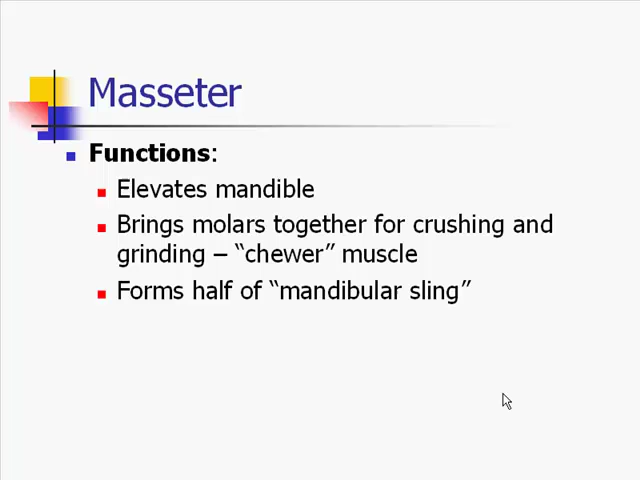 Masseter
Functions:
Elevates mandible
Brings molars together for crushing and
grinding – “chewer” muscle
Forms half of “mandibular sling”